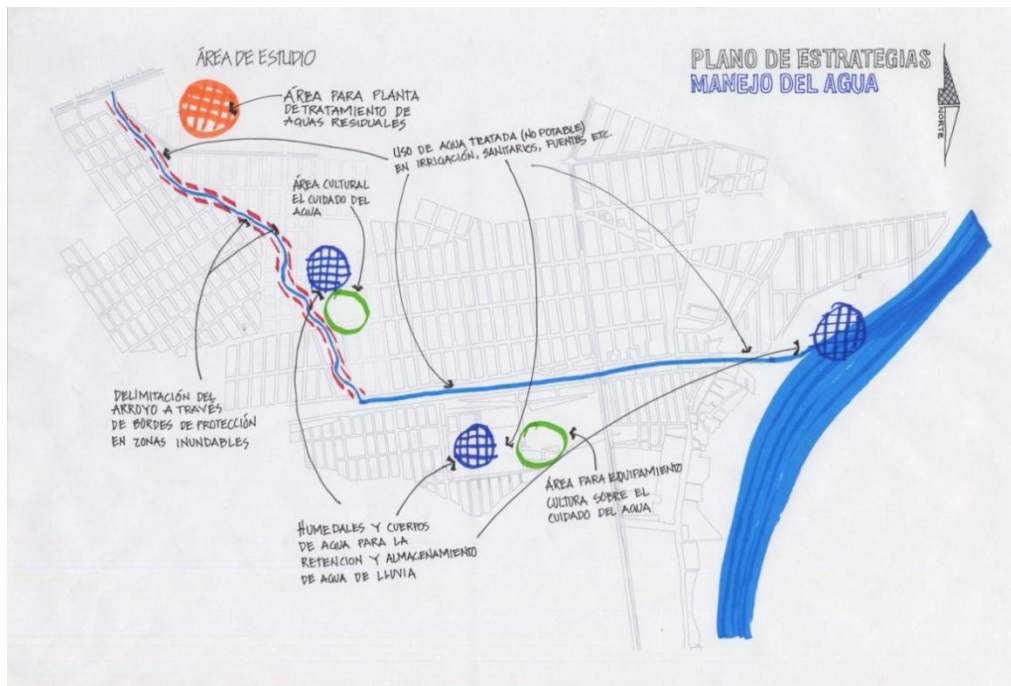 ÁREA DE ESTUDIO
PLANO DE ESTRATEGIAS
MANEJO DEL AGUA
NORTE
ÁREA PARA PLANTA
DE TRATAMIENTO DE
AGUAS RESIDUALES
USO DE AGUA TRATADA (NO POTABLE)
EN IRRIGACIÓN, SANITARIOS, FUENTES ETC.
ÁREA CULTURAL
EL CUIDADO DEL
AGUA
DELIMITACIÓN DEL
ARROYO A TRAVÉS
DE BORDES DE PROTECCIÓN
EN ZONAS INUNDABLES
ÁREA PARA EQUIPAMIENTO
CULTURA SOBRE EL
CUIDADO DEL AGUA
HUMEDALES Y CUERPOS
DE AGUA PARA LA
RETENCION Y ALMACENAMIENTO
DE AGUA DE LLUVIA